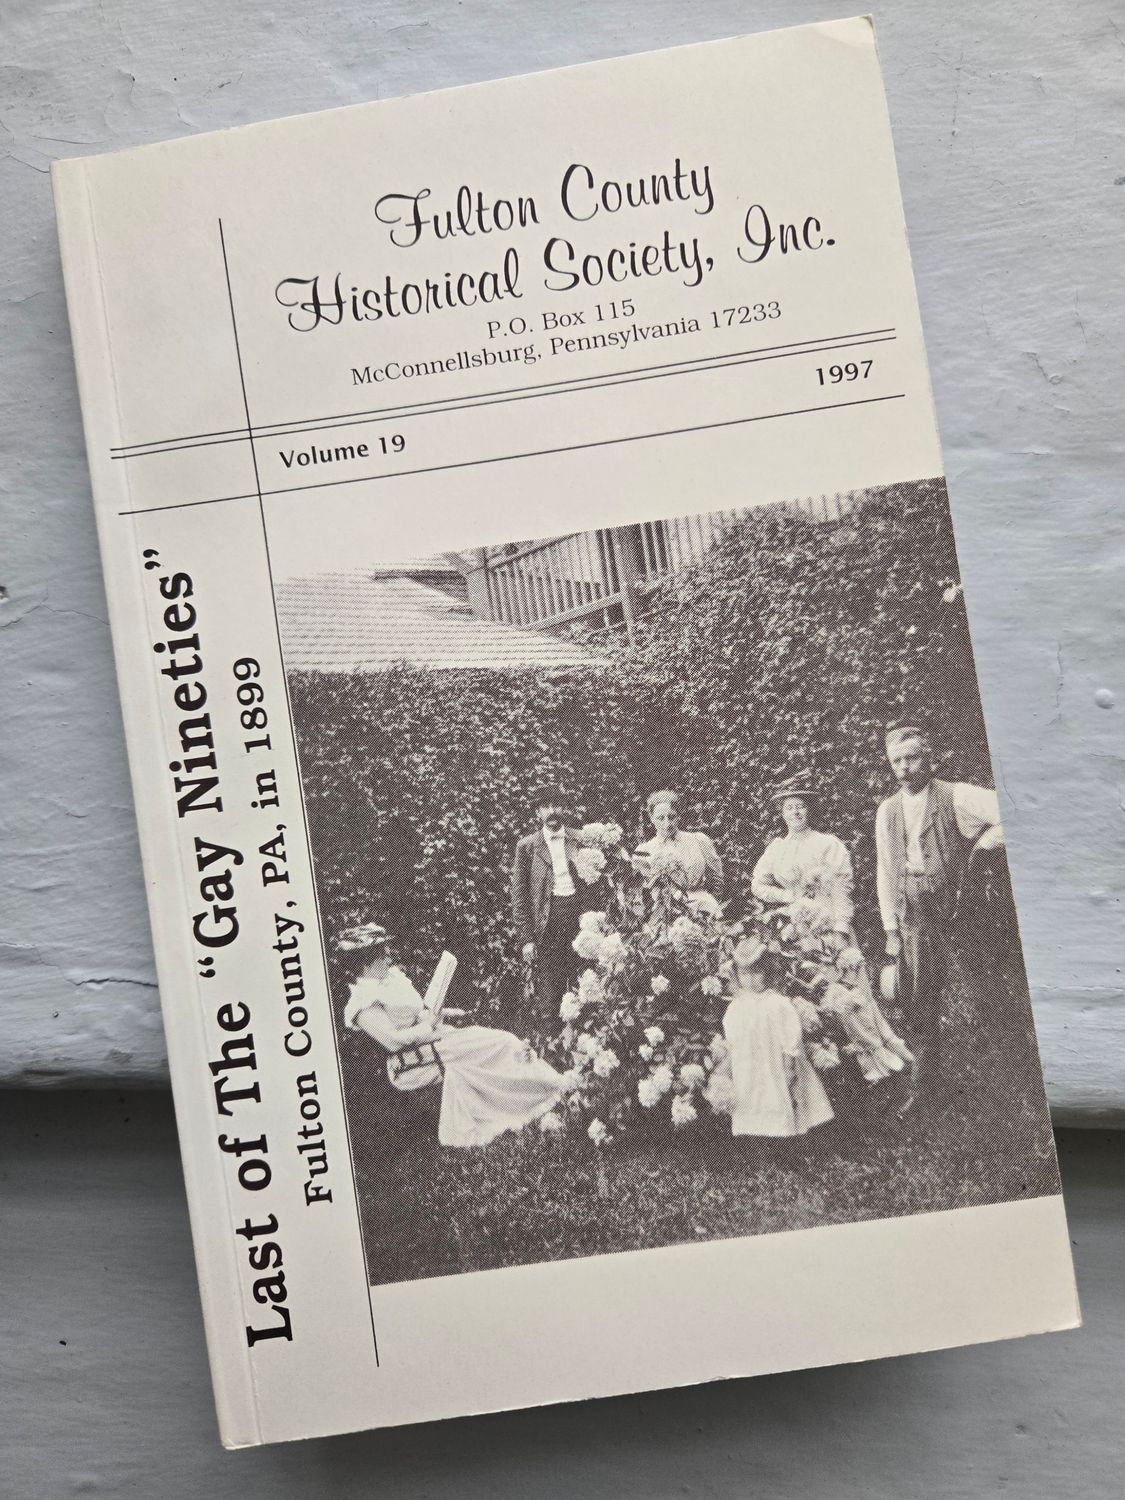 Fulton County
Historical Society, Inc.
P.O. Box 115
McConnellsburg, Pennsylvania 17233
1997
Volume 19
Last of The “Gay Nineties”
Fulton County, PA, in 1899